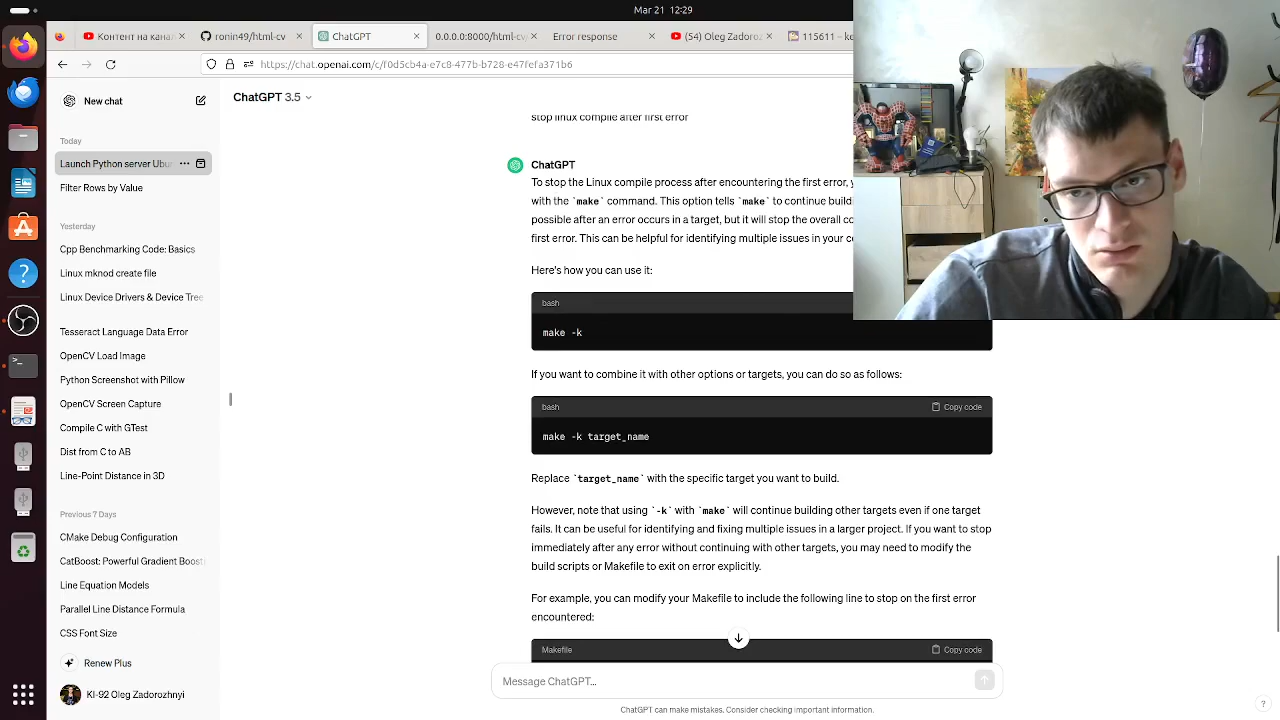 Mar 21 12:29
Контент на канал
ronin49/html-cv
ChatGPT
0.0.0.0:8000/html-cv/
Error response
(54) Oleg Zadoroz
115611 – ke
https://chat.openai.com/c/f0d5cb4a-e7c8-477b-b728-e47fefa371b6
New chat
Today
Launch Python server Ubu
Filter Rows by Value
Yesterday
Cpp Benchmarking Code: Basics
Linux mknod create file
Linux Device Drivers & Device Tree
Tesseract Language Data Error
OpenCV Load Image
Python Screenshot with Pillow
OpenCV Screen Capture
Compile C with GTest
Dist from C to AB
Line-Point Distance in 3D
Previous 7 Days
CMake Debug Configuration
CatBoost: Powerful Gradient Boosti
Line Equation Models
Parallel Line Distance Formula
CSS Font Size
Renew Plus
KI-92 Oleg Zadorozhnyi
ChatGPT 3.5
stop linux compile after first error
ChatGPT
To stop the Linux compile process after encountering the first error, y
with the `make` command. This option tells `make` to continue build
possible after an error occurs in a target, but it will stop the overall co
first error. This can be helpful for identifying multiple issues in your co
Here's how you can use it:
bash
make -k
If you want to combine it with other options or targets, you can do so as follows:
bash
Copy code
make -k target_name
Replace `target_name` with the specific target you want to build.
However, note that using `-k` with `make` will continue building other targets even if one target
fails. It can be useful for identifying and fixing multiple issues in a larger project. If you want to stop
immediately after any error without continuing with other targets, you may need to modify the
build scripts or Makefile to exit on error explicitly.
For example, you can modify your Makefile to include the following line to stop on the first error
encountered:
Makefile
Copy code
Message ChatGPT...
ChatGPT can make mistakes. Consider checking important information.
?